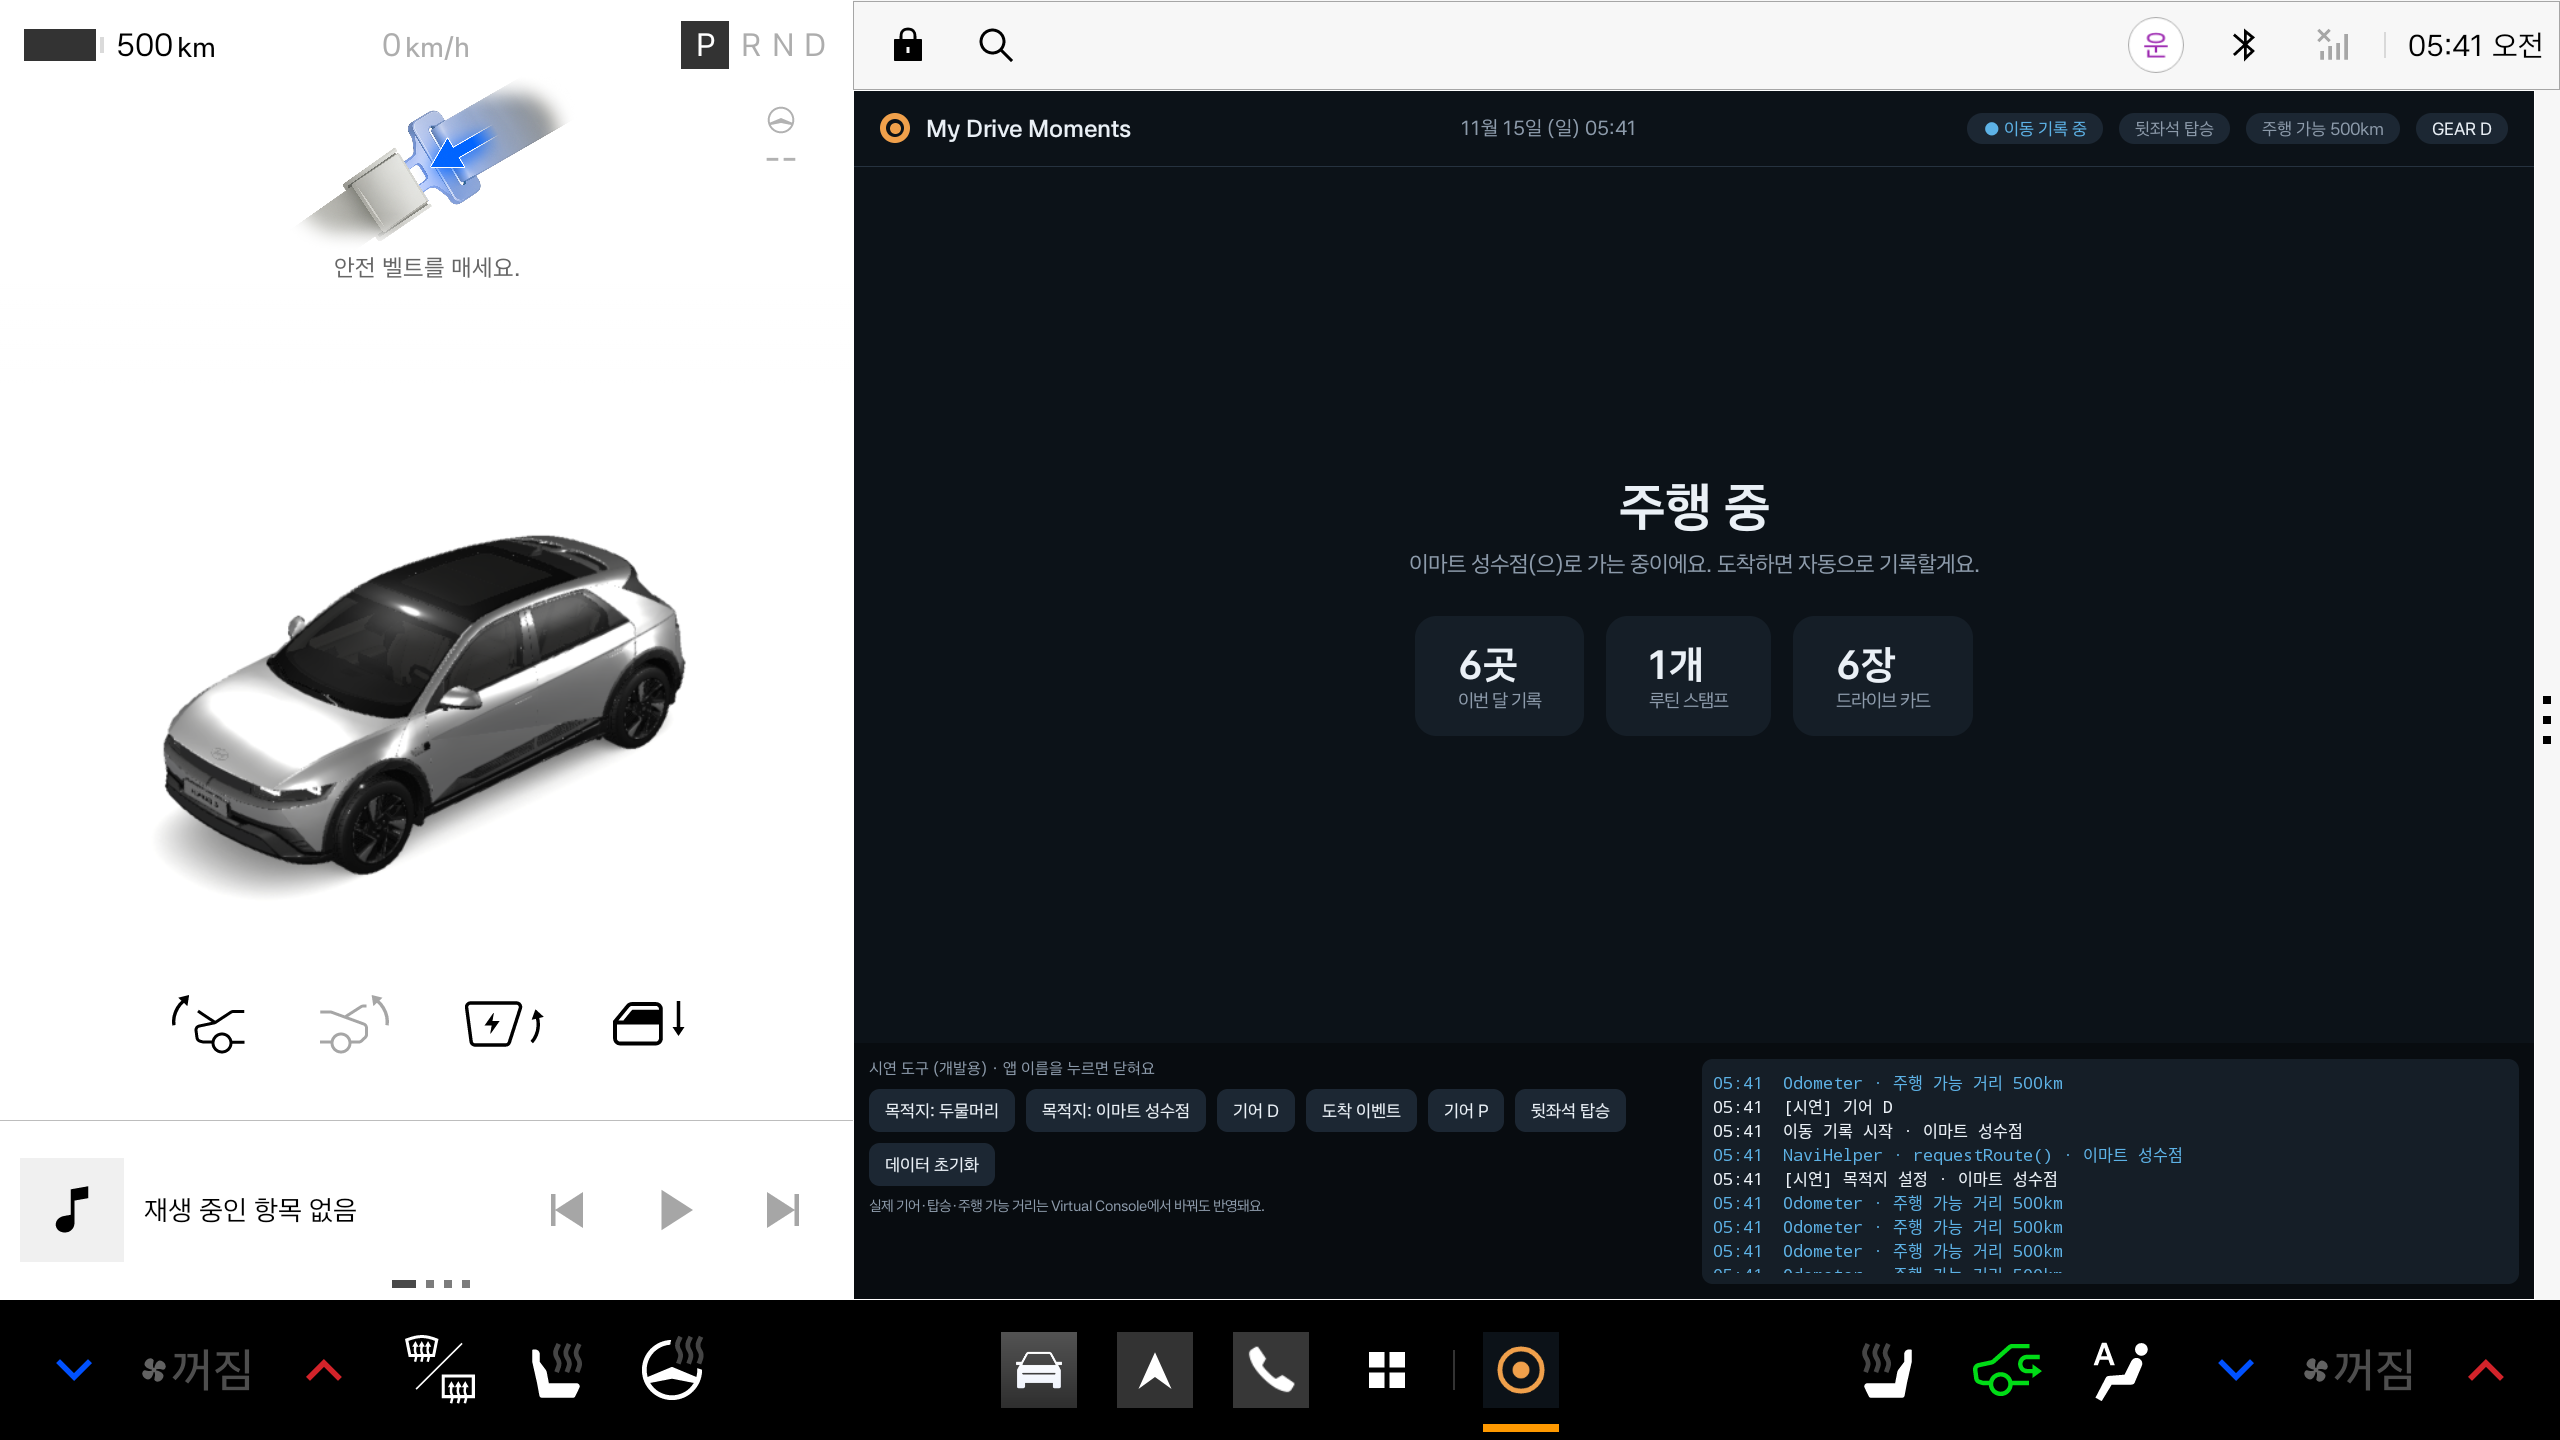 500 km
0 km/h
P R N D
안전 벨트를 매세요.
재생 중인 항목 없음
운
05:41 오전
My Drive Moments
11월 15일 (일) 05:41
이동 기록 중
뒷좌석 탑승
주행 가능 500km
GEAR D
주행 중
이마트 성수점(으)로 가는 중이에요. 도착하면 자동으로 기록할게요.
6곳
이번 달 기록
1개
루틴 스탬프
6장
드라이브 카드
시연 도구 (개발용) · 앱 이름을 누르면 닫혀요
목적지: 두물머리
목적지: 이마트 성수점
기어 D
도착 이벤트
기어 P
뒷좌석 탑승
데이터 초기화
실제 기어·탑승·주행 가능 거리는 Virtual Console에서 바꿔도 반영돼요.
05:41 Odometer · 주행 가능 거리 500km
05:41 [시연] 기어 D
05:41 이동 기록 시작 · 이마트 성수점
05:41 NaviHelper · requestRoute() · 이마트 성수점
05:41 [시연] 목적지 설정 · 이마트 성수점
05:41 Odometer · 주행 가능 거리 500km
05:41 Odometer · 주행 가능 거리 500km
05:41 Odometer · 주행 가능 거리 500km
05:41 Odometer · 주행 가능 거리 500km
꺼짐
A
꺼짐